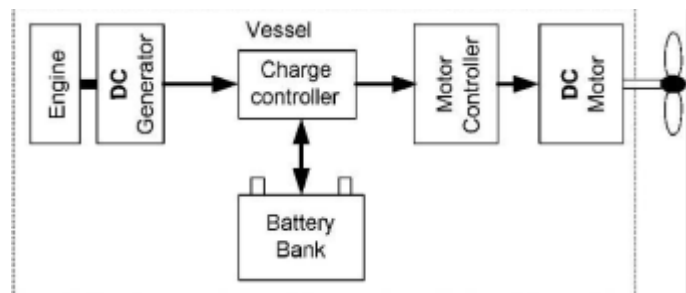 Vessel
Engine
DC
Generator
Charge
controller
Motor
Controller
DC
Motor
Battery
Bank